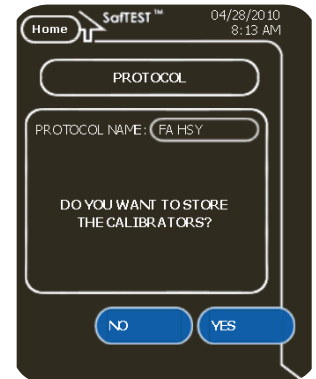 Home
SafTEST™
04/28/2010
8:13 AM
PROTOCOL
PROTOCOL NAME: FA HSY
DO YOU WANT TO STORE
THE CALIBRATORS?
NO
YES